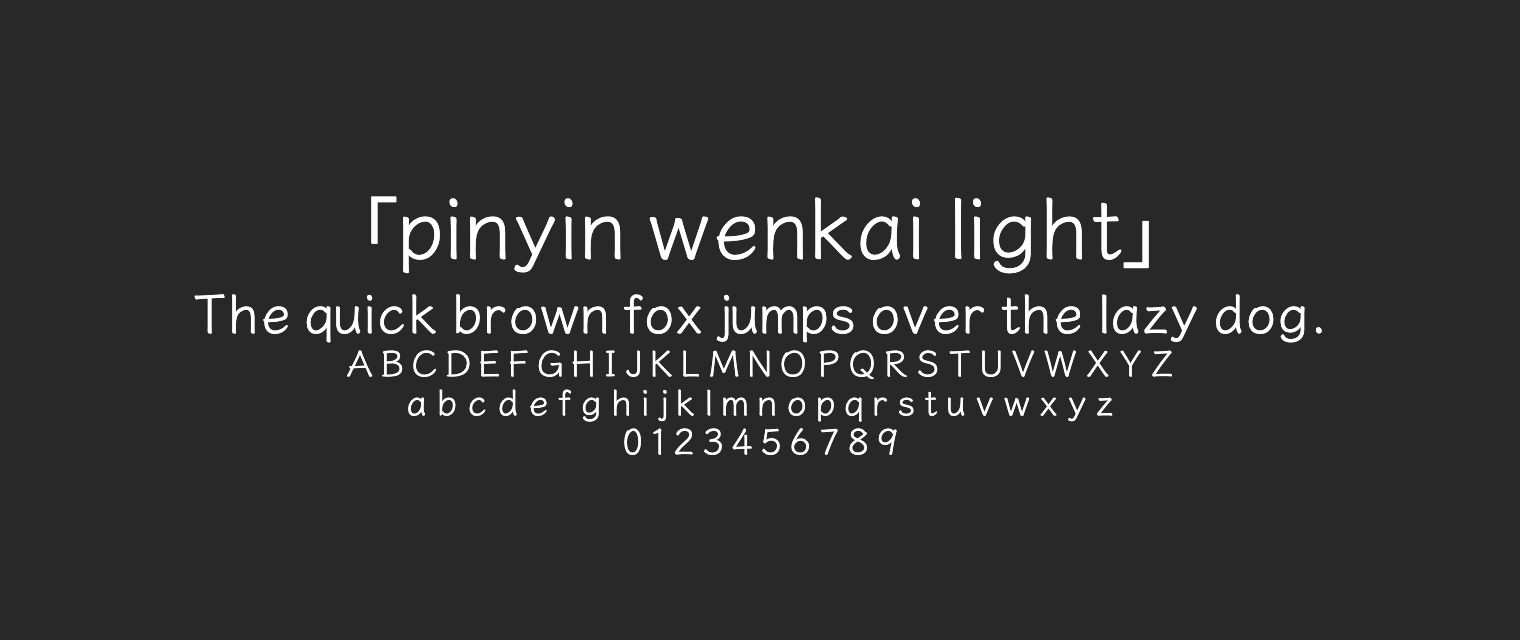 「pinyin wenkai light」
The quick brown fox jumps over the lazy dog.
A B C D E F G H I J K L M N O P Q R S T U V W X Y Z
a b c d e f g h i j k l m n o p q r s t u v w x y z
0 1 2 3 4 5 6 7 8 9